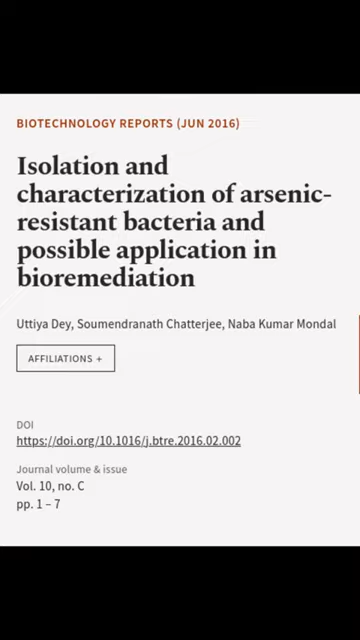 BIOTECHNOLOGY REPORTS (JUN 2016)
Isolation and
characterization of arsenic-
resistant bacteria and
possible application in
bioremediation
Uttiya Dey, Soumendranath Chatterjee, Naba Kumar Mondal
AFFILIATIONS +
DOI
https://doi.org/10.1016/j.btre.2016.02.002
Journal volume & issue
Vol. 10, no. C
pp. 1 – 7